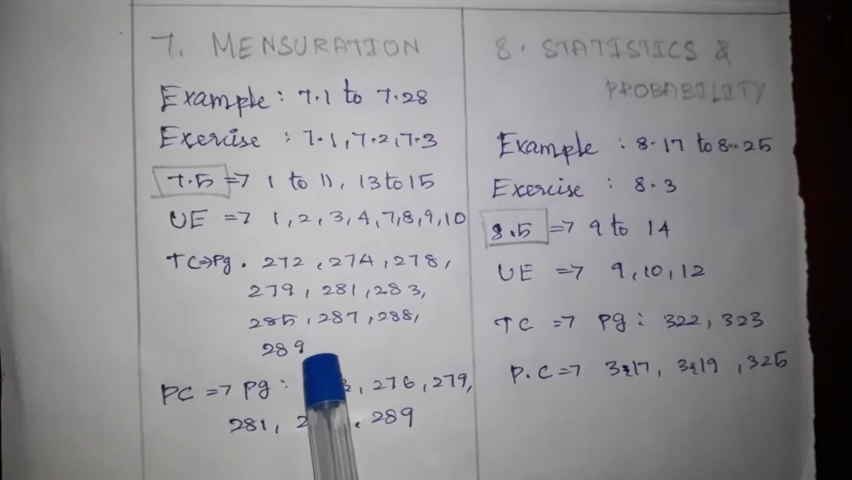 7. MENSURATION
Example : 7.1 to 7.28
Exercise : 7.1, 7.2, 7.3
7.5 => 1 to 11, 13 to 15
UE => 1, 2, 3, 4, 7, 8, 9, 10
TC => Pg. 272, 274, 278,
279, 281, 283,
285, 287, 288,
289
PC => pg : , 276, 279,
281, , 289
8. STATISTICS &
PROBABILITY
Example : 8.17 to 8.25
Exercise : 8.3
8.5 => 9 to 14
UE => 9, 10, 12
TC => pg : 322, 323
P.C => 317, 319, 325